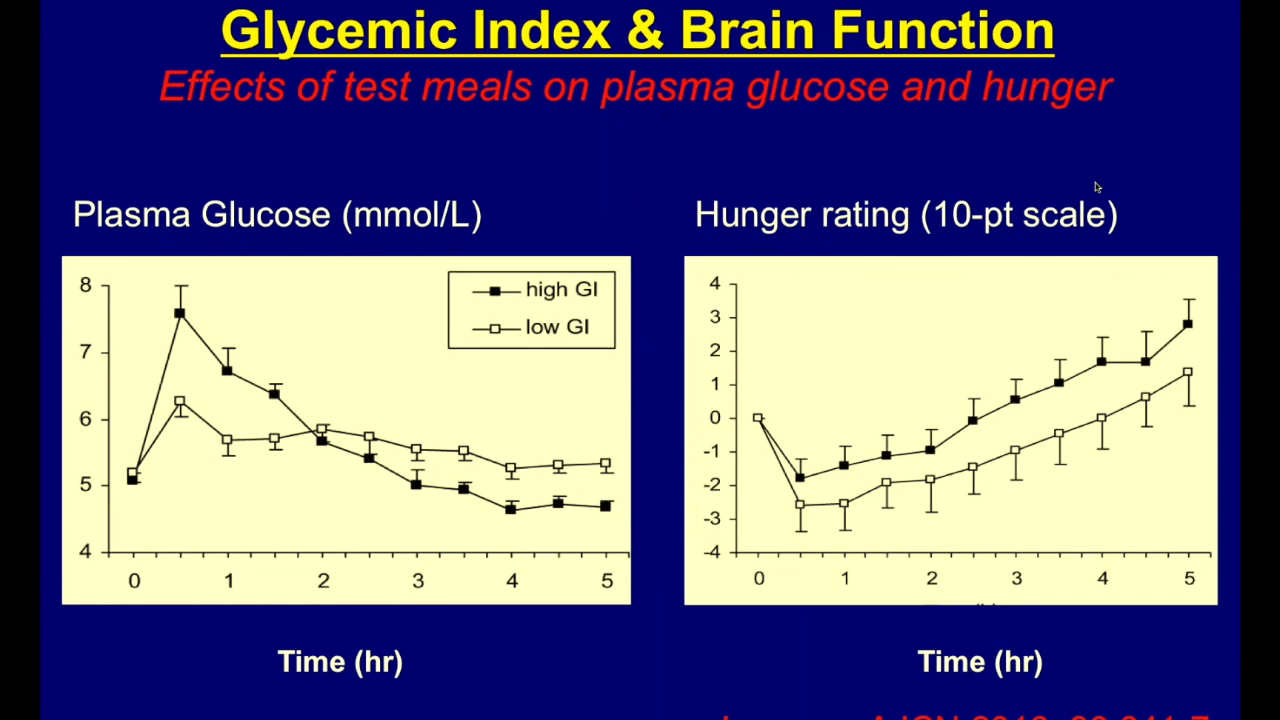 Glycemic Index & Brain Function
Effects of test meals on plasma glucose and hunger
Plasma Glucose (mmol/L)
8
7
6
5
4
0 1 2 3 4 5
high GI
low GI
Time (hr)
Hunger rating (10-pt scale)
4
3
2
1
0
-1
-2
-3
-4
0 1 2 3 4 5
Time (hr)